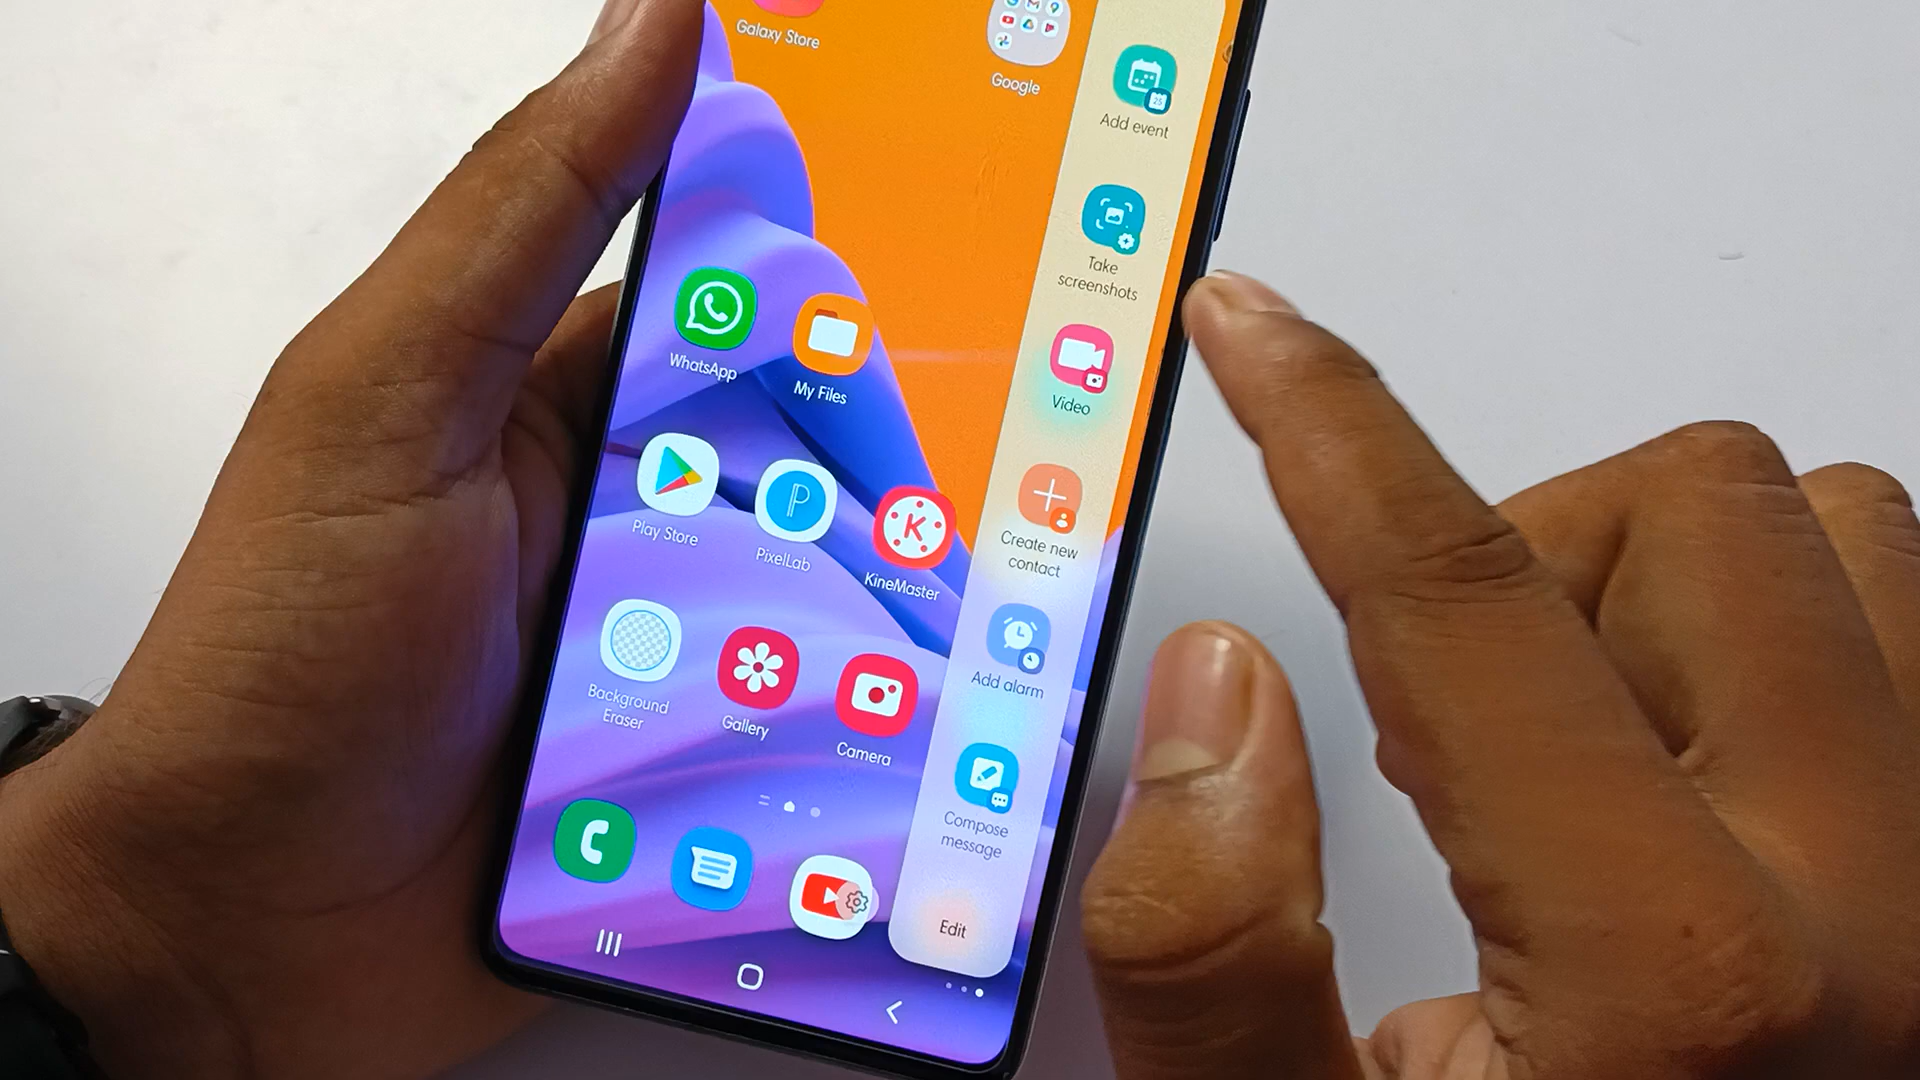 Galaxy Store
Google
WhatsApp
My Files
Play Store
PixelLab
KineMaster
Background
Eraser
Gallery
Camera
Add event
Take
screenshots
Video
Create new
contact
Add alarm
Compose
message
Edit